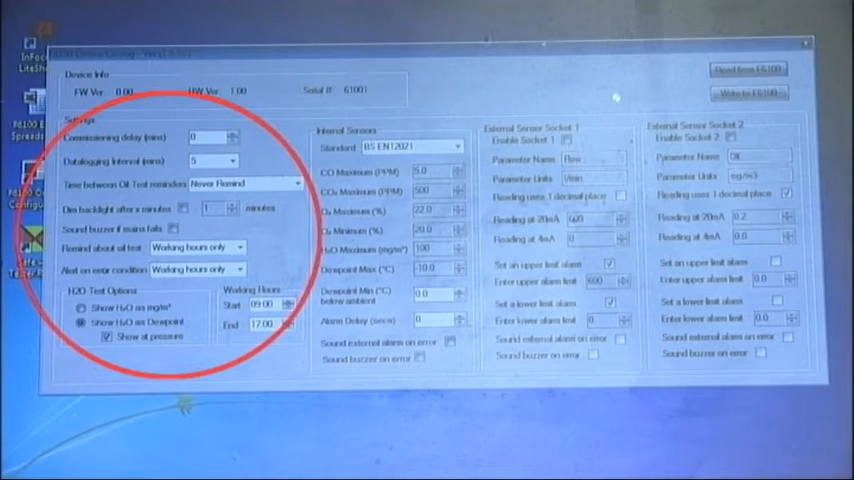 InFoc
LiteSho
F6100 E
Spreads
F6100 Co
Configur
Device Info
FW Ver: 0.00 HW Ver: 1.00 Serial #: 61001
Read from F6100
Write to F6100
Settings
Commissioning delay (mins) 0
Datalogging Interval (mins) 5
Time between Oil Test reminders Never Remind
Dim backlight after x minutes 1 minutes
Sound buzzer if mains fails
Remind about oil test Working hours only
Alert on error condition Working hours only
H2O Test Options
Show H₂O as mg/m³
Show H₂O as Dewpoint
Show at pressure
Working Hours
Start 09:00
End 17:00
Internal Sensors
Standard BS EN12021
CO Maximum (PPM) 5.0
CO₂ Maximum (PPM) 500
O₂ Maximum (%) 22.0
O₂ Minimum (%) 20.0
H₂O Maximum (mg/m³) 100
Dewpoint Max (°C) -10.0
Dewpoint Min (°C) below ambient 0.0
Alarm Delay (secs) 0
Sound external alarm on error
Sound buzzer on error
External Sensor Socket 1
Enable Socket 1
Parameter Name flow
Parameter Units l/min
Reading uses 1 decimal place
Reading at 20mA 600
Reading at 4mA 0
Set an upper limit alarm
Enter upper alarm limit 600
Set a lower limit alarm
Enter lower alarm limit 0
Sound external alarm on error
Sound buzzer on error
External Sensor Socket 2
Enable Socket 2
Parameter Name Oil
Parameter Units
Reading uses 1 decimal place
Reading at 20mA 0.2
Reading at 4mA 0.0
Set an upper limit alarm
Enter upper alarm limit 0.0
Set a lower limit alarm
Enter lower alarm limit 0.0
Sound external alarm on error
Sound buzzer on error